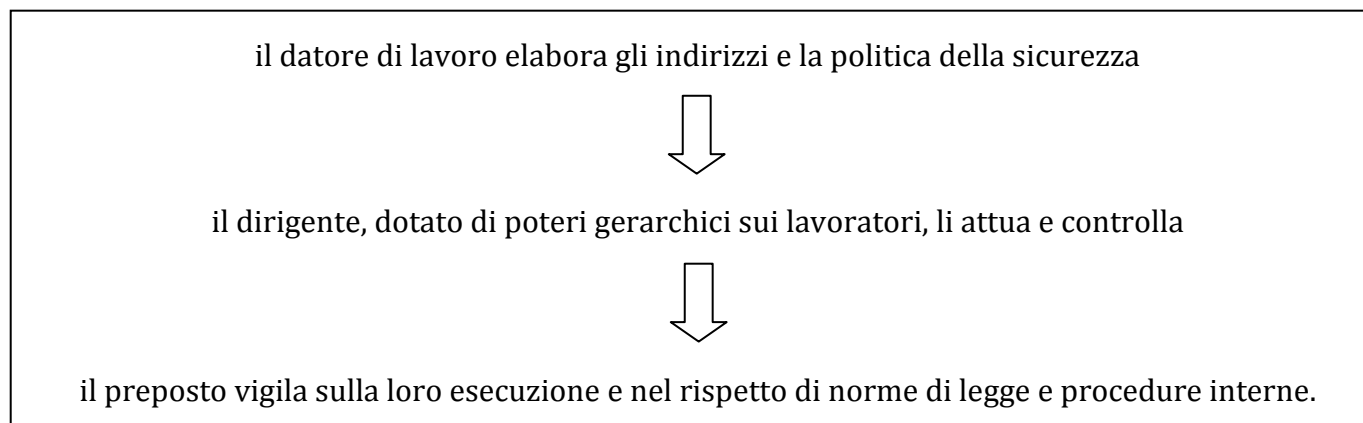 il datore di lavoro elabora gli indirizzi e la politica della sicurezza
il dirigente, dotato di poteri gerarchici sui lavoratori, li attua e controlla
il preposto vigila sulla loro esecuzione e nel rispetto di norme di legge e procedure interne.